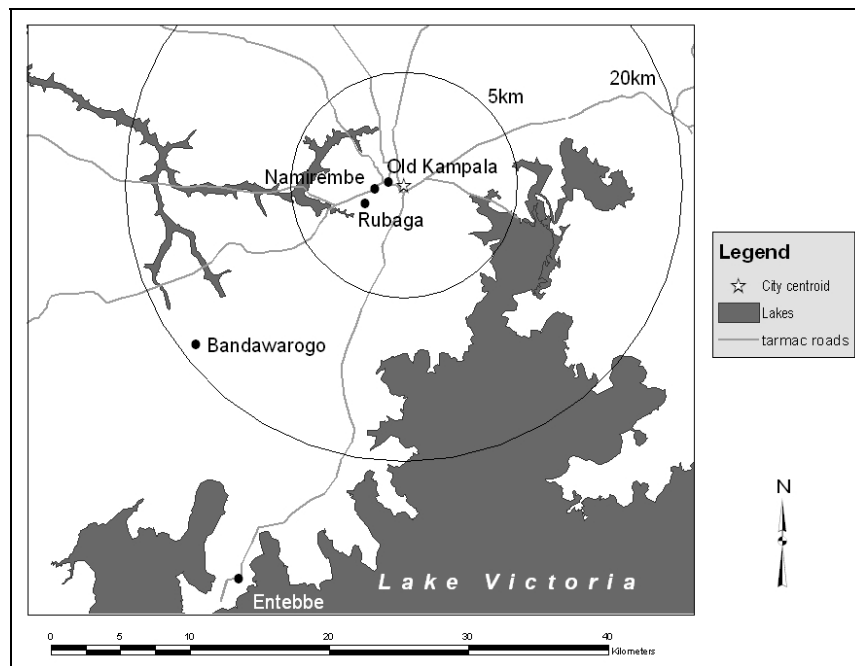 20km
5km
Old Kampala
Namirembe
Rubaga
Bandawarogo
Lake Victoria
Entebbe
Legend
City centroid
Lakes
tarmac roads
N
0 5 10 20 30 40
Kilometers